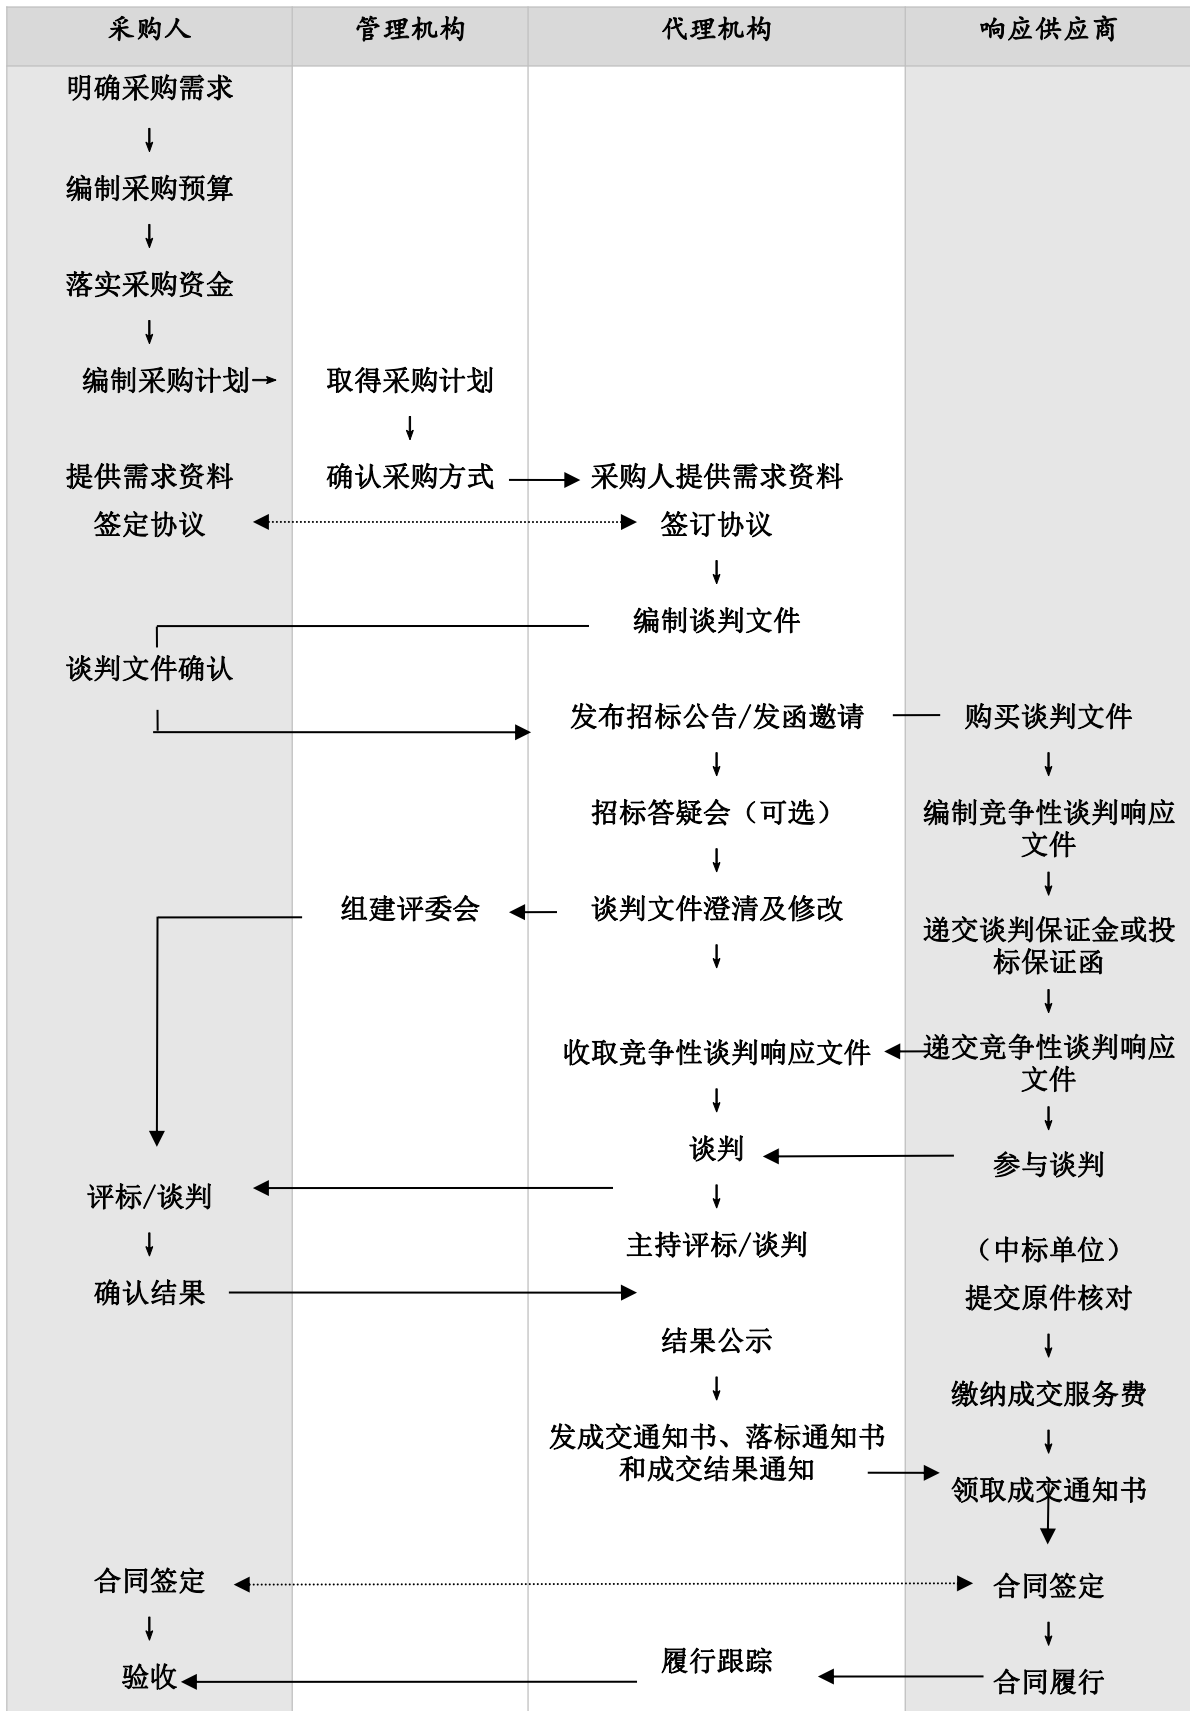 采购人
管理机构
代理机构
响应供应商
明确采购需求
编制采购预算
落实采购资金
编制采购计划
取得采购计划
提供需求资料
确认采购方式
采购人提供需求资料
签定协议
签订协议
编制谈判文件
谈判文件确认
发布招标公告/发函邀请
购买谈判文件
招标答疑会（可选）
编制竞争性谈判响应
文件
组建评委会
谈判文件澄清及修改
递交谈判保证金或投
标保证函
收取竞争性谈判响应文件
递交竞争性谈判响应
文件
谈判
参与谈判
评标/谈判
主持评标/谈判
（中标单位）
确认结果
提交原件核对
结果公示
缴纳成交服务费
发成交通知书、落标通知书
和成交结果通知
领取成交通知书
合同签定
合同签定
验收
履行跟踪
合同履行